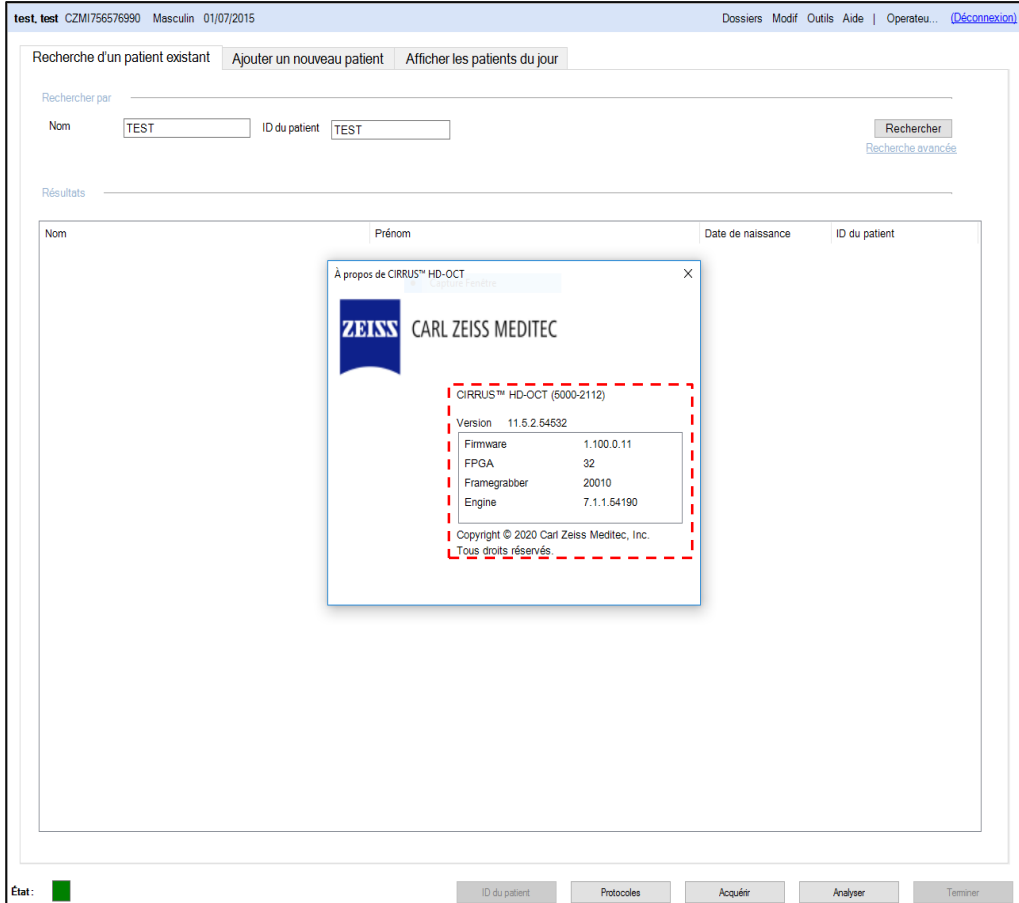 test, test CZMI756576990 Masculin 01/07/2015 Dossiers Modif Outils Aide | Operateu... (Déconnexion)
Recherche d'un patient existant Ajouter un nouveau patient Afficher les patients du jour
Rechercher par
Nom TEST ID du patient TEST Rechercher
Recherche avancée
Résultats
Nom Prénom Date de naissance ID du patient
À propos de CIRRUS™ HD-OCT X
Capture Fenêtre
ZEISS CARL ZEISS MEDITEC
CIRRUS™ HD-OCT (5000-2112)
Version 11.5.2.54532
Firmware 1.100.0.11
FPGA 32
Framegrabber 20010
Engine 7.1.1.54190
Copyright © 2020 Carl Zeiss Meditec, Inc.
Tous droits réservés.
État : ID du patient Protocoles Acquérir Analyser Terminer